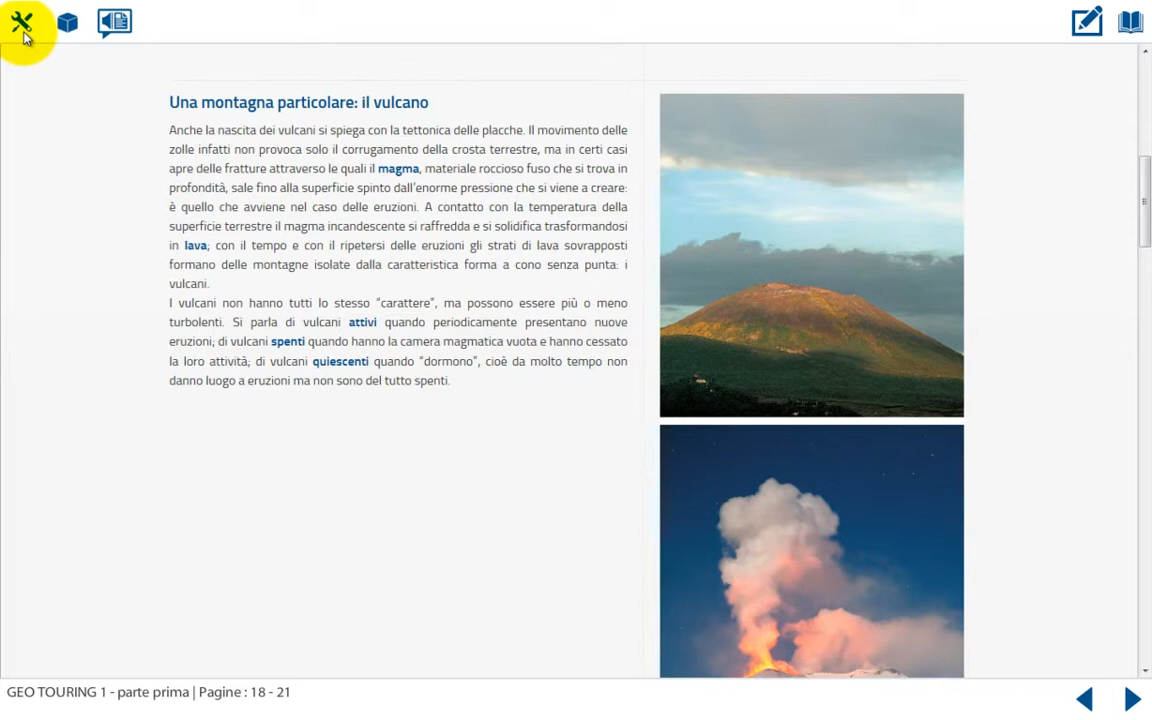 Una montagna particolare: il vulcano
Anche la nascita dei vulcani si spiega con la tettonica delle placche. Il movimento delle
zolle infatti non provoca solo il corrugamento della crosta terrestre, ma in certi casi
apre delle fratture attraverso le quali il magma, materiale roccioso fuso che si trova in
profondità, sale fino alla superficie spinto dall'enorme pressione che si viene a creare:
è quello che avviene nel caso delle eruzioni. A contatto con la temperatura della
superficie terrestre il magma incandescente si raffredda e si solidifica trasformandosi
in lava; con il tempo e con il ripetersi delle eruzioni gli strati di lava sovrapposti
formano delle montagne isolate dalla caratteristica forma a cono senza punta: i
vulcani.
I vulcani non hanno tutti lo stesso “carattere”, ma possono essere più o meno
turbolenti. Si parla di vulcani attivi quando periodicamente presentano nuove
eruzioni; di vulcani spenti quando hanno la camera magmatica vuota e hanno cessato
la loro attività; di vulcani quiescenti quando “dormono”, cioè da molto tempo non
danno luogo a eruzioni ma non sono del tutto spenti.
GEO TOURING 1 - parte prima | Pagine : 18 - 21